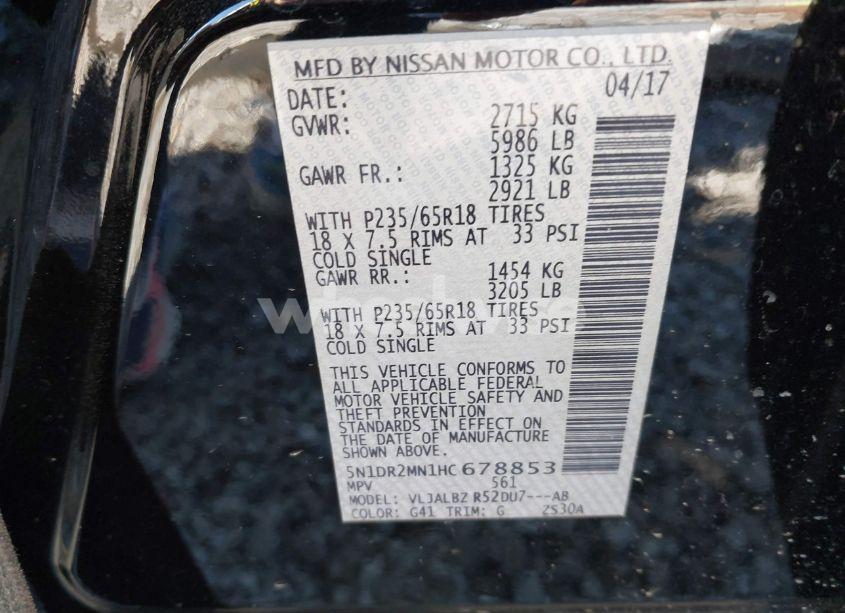 MFD BY NISSAN MOTOR CO., LTD.
DATE: 04/17
GVWR: 2715 KG
5986 LB
GAWR FR.: 1325 KG
2921 LB
WITH P235/65R18 TIRES
18 X 7.5 RIMS AT 33 PSI
COLD SINGLE
GAWR RR.: 1454 KG
3205 LB
WITH P235/65R18 TIRES
18 X 7.5 RIMS AT 33 PSI
COLD SINGLE
THIS VEHICLE CONFORMS TO
ALL APPLICABLE FEDERAL
MOTOR VEHICLE SAFETY AND
THEFT PREVENTION
STANDARDS IN EFFECT ON
THE DATE OF MANUFACTURE
SHOWN ABOVE.
5N1DR2MN1HC678853
MPV 561
MODEL: VLJALBZ R52DU7---AB
COLOR: G41 TRIM: G 2S30A